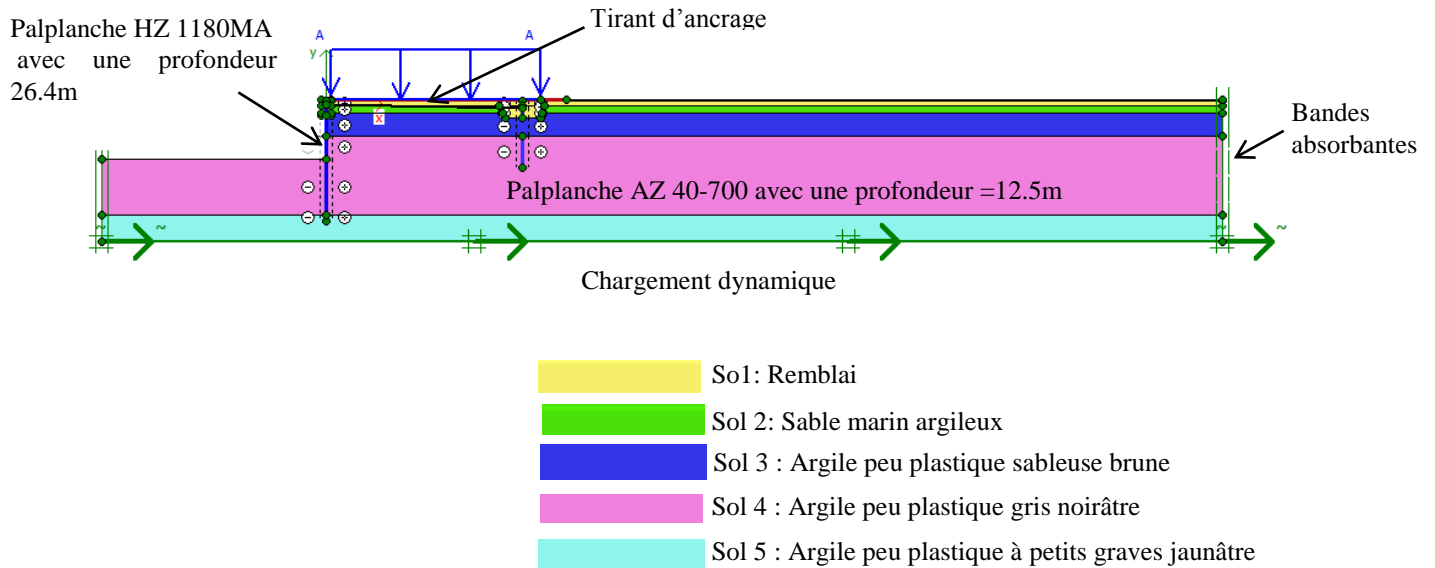 Palplanche HZ 1180MA
avec une profondeur
26.4m
Tirant d'ancrage
A
A
y
x
Bandes
absorbantes
Palplanche AZ 40-700 avec une profondeur =12.5m
~
~
~
~
Chargement dynamique
So1: Remblai
Sol 2: Sable marin argileux
Sol 3 : Argile peu plastique sableuse brune
Sol 4 : Argile peu plastique gris noirâtre
Sol 5 : Argile peu plastique à petits graves jaunâtre